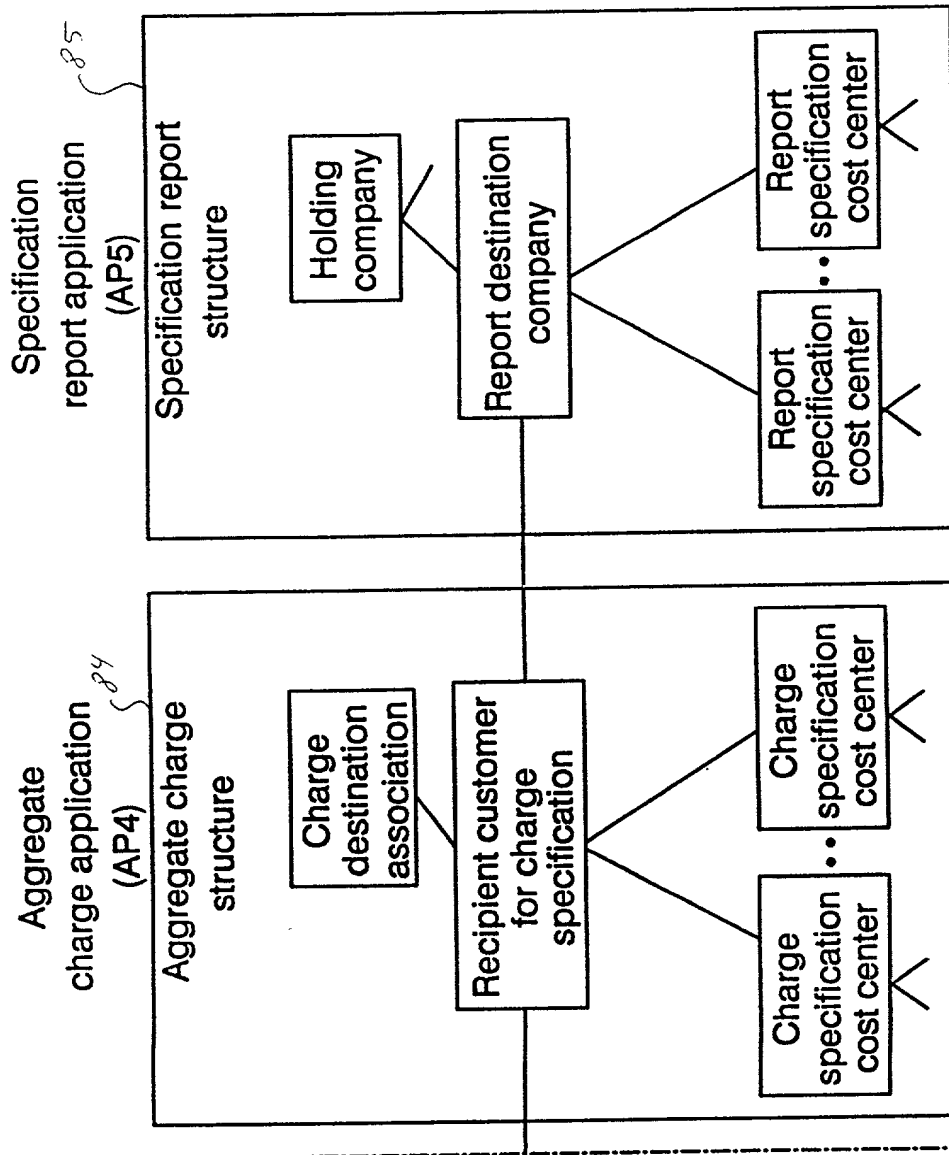 Aggregate
charge application
(AP4)
84
Aggregate charge
structure
Charge
destination
association
Recipient customer
for charge
specification
Charge
specification
cost center
Charge
specification
cost center
Specification
report application
(AP5)
85
Specification report
structure
Holding
company
Report destination
company
Report
specification
cost center
Report
specification
cost center